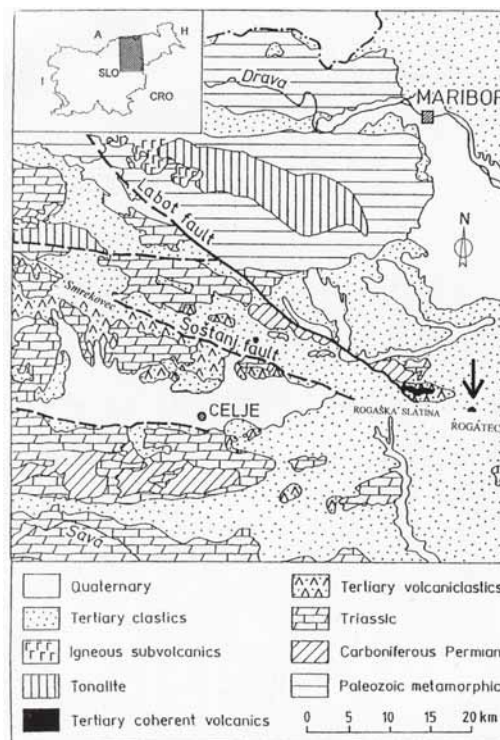 A
H
I
SLO
CRO
Drava
MARIBOR
Labot fault
N
Smrekovec
Šoštanj fault
CELJE
ROGAŠKA SLATINA
ROGATEC
Sava
Quaternary
Tertiary clastics
Igneous subvolcanics
Tonalite
Tertiary coherent volcanics
Tertiary volcaniclastics
Triassic
Carboniferous Permian
Paleozoic metamorphic
0 5 10 15 20 km